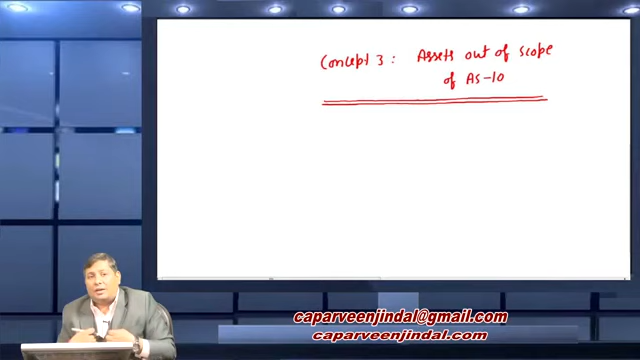 Concept 3 : Assets out of scope
of AS-10
caparveenjindal@gmail.com
caparveenjindal.com